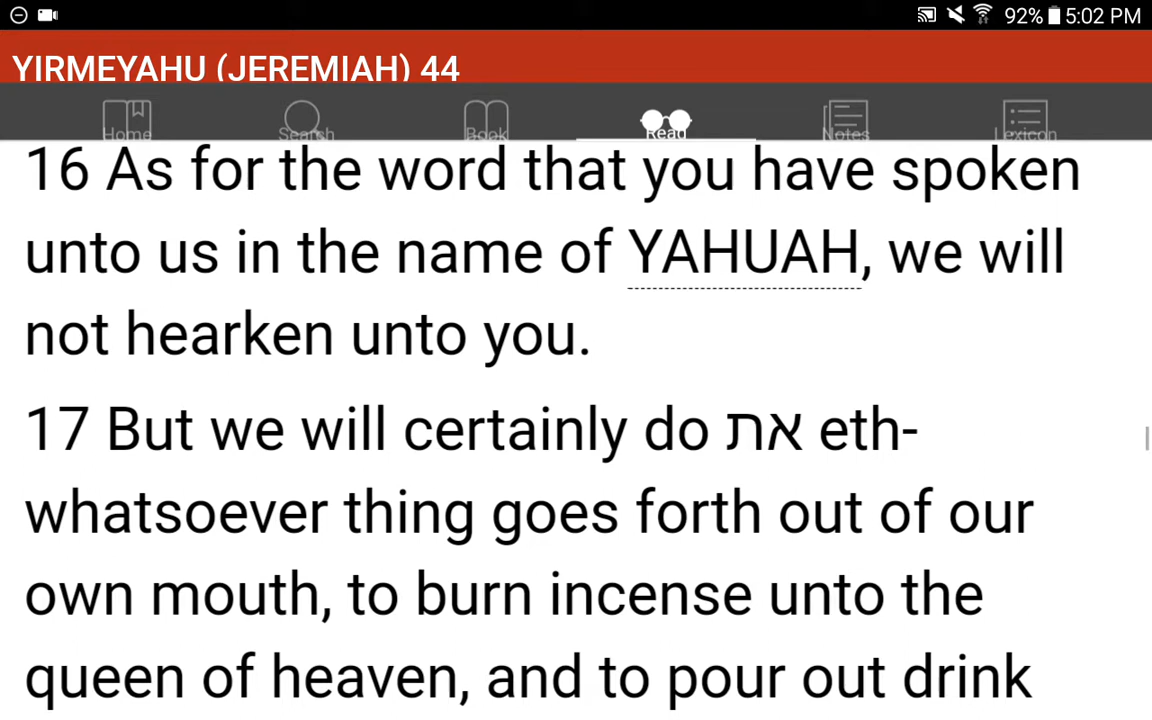 92% 5:02 PM
YIRMEYAHU (JEREMIAH) 44
Home Search Book Read Notes Lexicon
16 As for the word that you have spoken
unto us in the name of YAHUAH, we will
not hearken unto you.
17 But we will certainly do את eth-
whatsoever thing goes forth out of our
own mouth, to burn incense unto the
queen of heaven, and to pour out drink